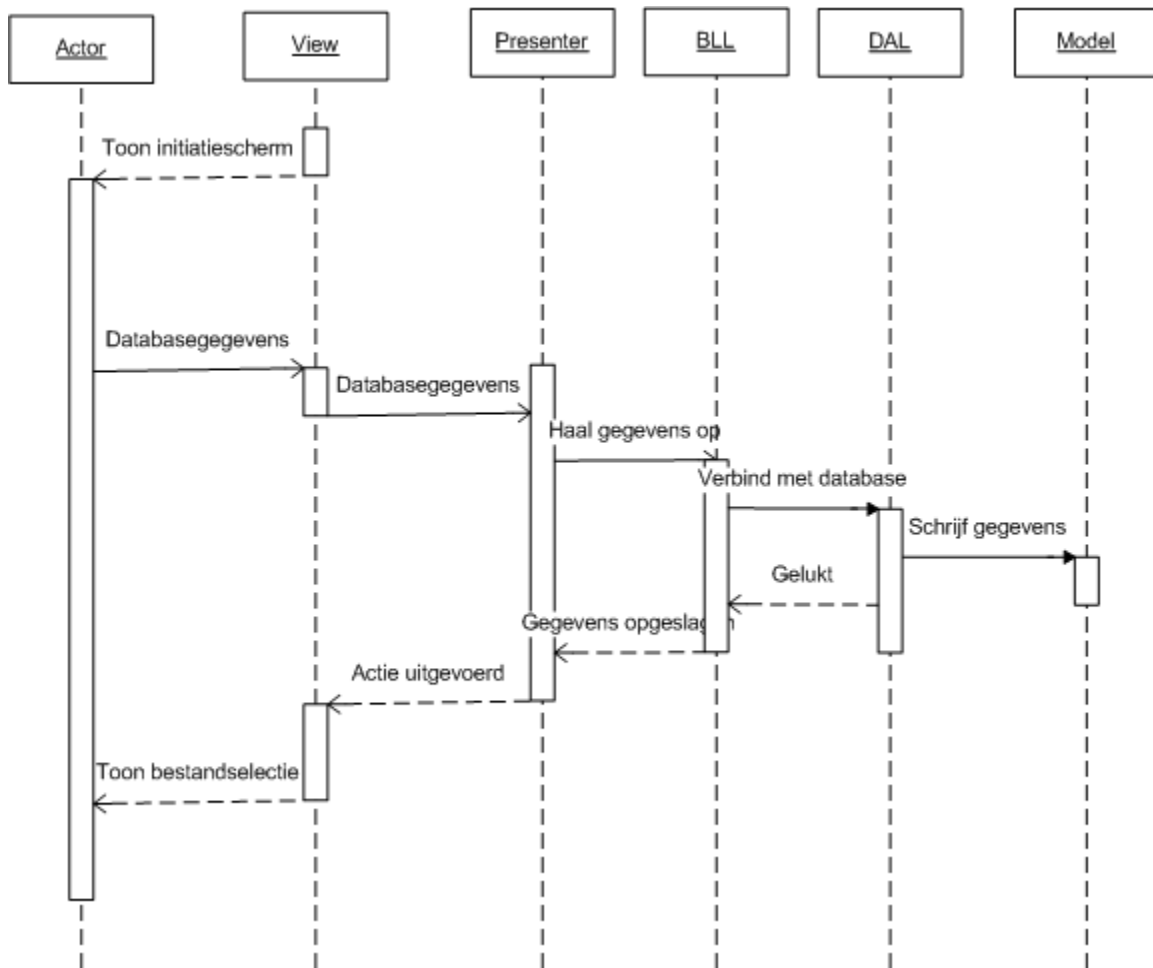 Actor
View
Presenter
BLL
DAL
Model
Toon initiatiescherm
Databasegegevens
Databasegegevens
Haal gegevens op
Verbind met database
Schrijf gegevens
Gelukt
Gegevens opgeslagen
Actie uitgevoerd
Toon bestandselectie